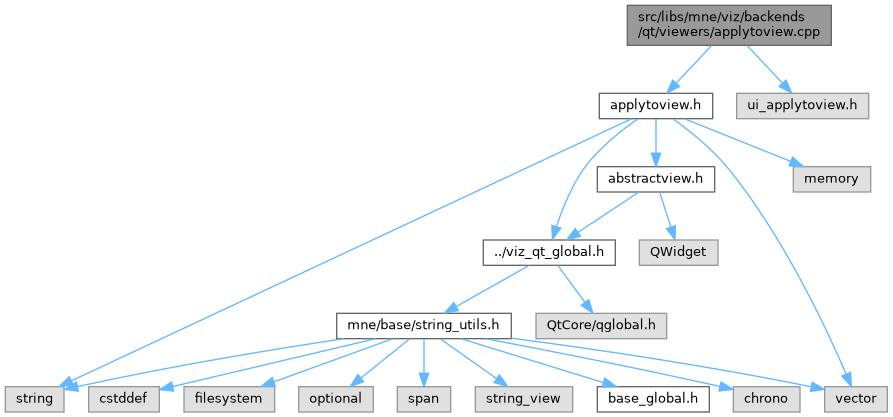 src/libs/mne/viz/backends
/qt/viewers/applytoview.cpp
applytoview.h
ui_applytoview.h
abstractview.h
memory
../viz_qt_global.h
QWidget
mne/base/string_utils.h
QtCore/qglobal.h
string
cstddef
filesystem
optional
span
string_view
base_global.h
chrono
vector